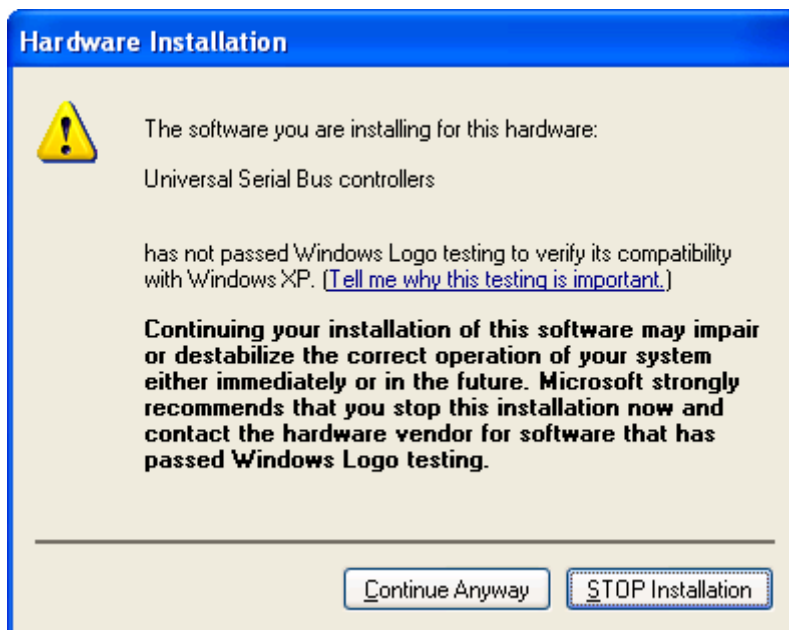 Hardware Installation
The software you are installing for this hardware:
Universal Serial Bus controllers
has not passed Windows Logo testing to verify its compatibility
with Windows XP. (Tell me why this testing is important.)
Continuing your installation of this software may impair
or destabilize the correct operation of your system
either immediately or in the future. Microsoft strongly
recommends that you stop this installation now and
contact the hardware vendor for software that has
passed Windows Logo testing.
Continue Anyway
STOP Installation